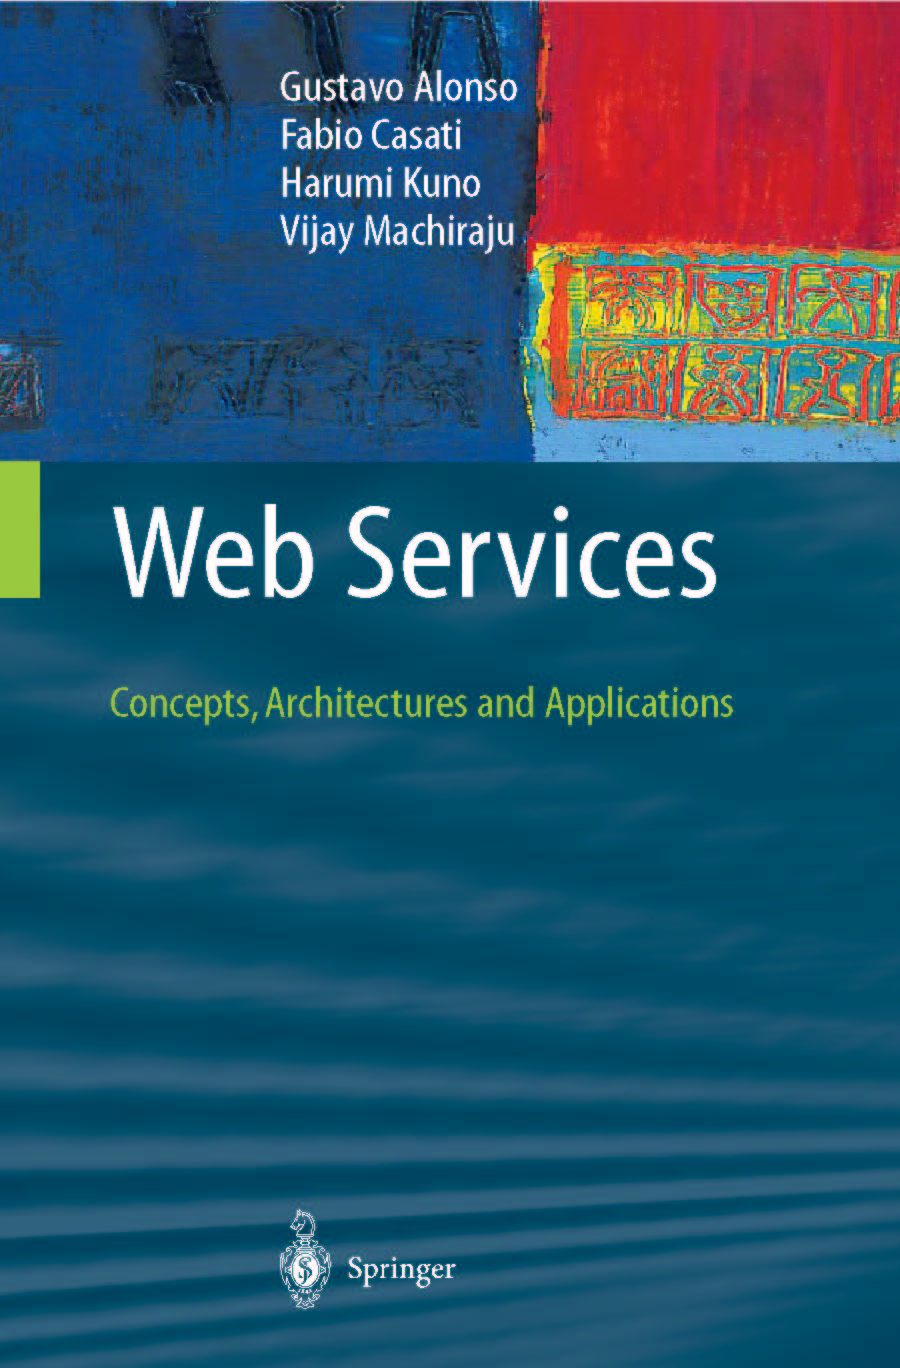 Gustavo Alonso
Fabio Casati
Harumi Kuno
Vijay Machiraju
Web Services
Concepts, Architectures and Applications
Springer